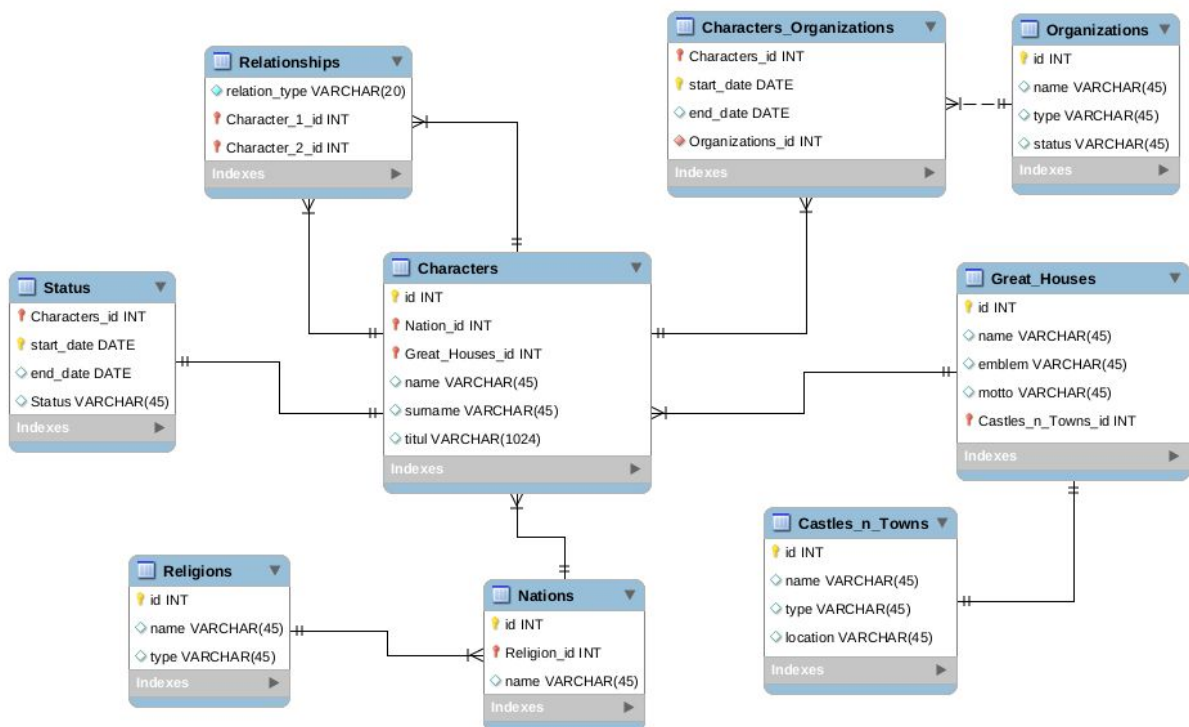 Relationships
relation_type VARCHAR(20)
Character_1_id INT
Character_2_id INT
Indexes
Characters_Organizations
Characters_id INT
start_date DATE
end_date DATE
Organizations_id INT
Indexes
Organizations
id INT
name VARCHAR(45)
type VARCHAR(45)
status VARCHAR(45)
Indexes
Status
Characters_id INT
start_date DATE
end_date DATE
Status VARCHAR(45)
Indexes
Characters
id INT
Nation_id INT
Great_Houses_id INT
name VARCHAR(45)
surname VARCHAR(45)
titul VARCHAR(1024)
Indexes
Great_Houses
id INT
name VARCHAR(45)
emblem VARCHAR(45)
motto VARCHAR(45)
Castles_n_Towns_id INT
Indexes
Religions
id INT
name VARCHAR(45)
type VARCHAR(45)
Indexes
Nations
id INT
Religion_id INT
name VARCHAR(45)
Indexes
Castles_n_Towns
id INT
name VARCHAR(45)
type VARCHAR(45)
location VARCHAR(45)
Indexes